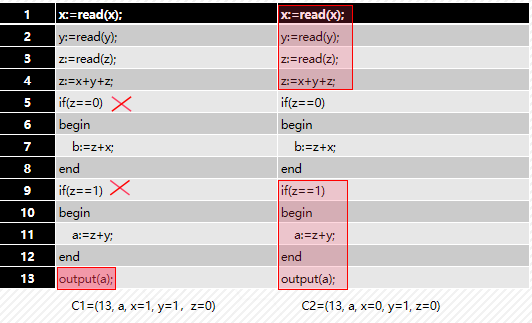 1 x:=read(x); x:=read(x);
2 y:=read(y); y:=read(y);
3 z:=read(z); z:=read(z);
4 z:=x+y+z; z:=x+y+z;
5 if(z==0) if(z==0)
6 begin begin
7 b:=z+x; b:=z+x;
8 end end
9 if(z==1) if(z==1)
10 begin begin
11 a:=z+y; a:=z+y;
12 end end
13 output(a); output(a);
C1=(13, a, x=1, y=1, z=0) C2=(13, a, x=0, y=1, z=0)